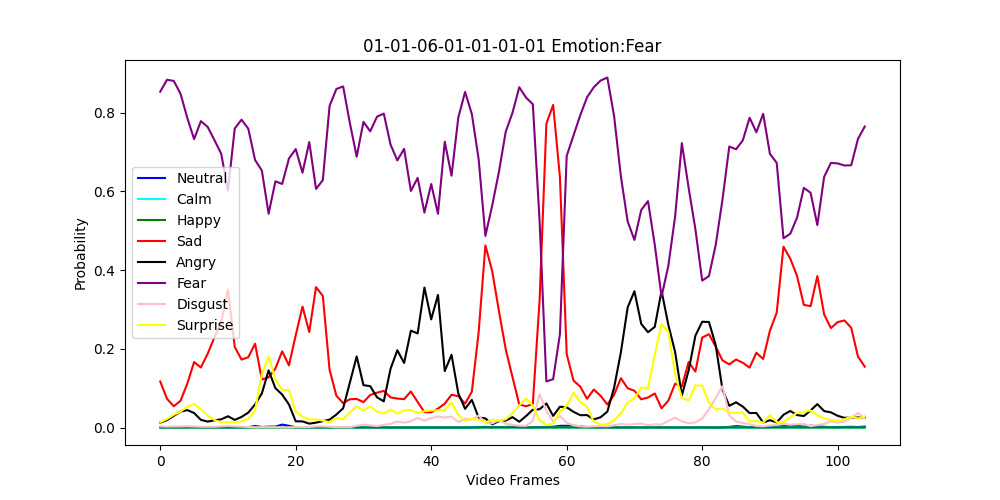 01-01-06-01-01-01-01 Emotion:Fear
Probability
0.8
0.6
0.4
0.2
0.0
Neutral
Calm
Happy
Sad
Angry
Fear
Disgust
Surprise
0
20
40
60
80
100
Video Frames